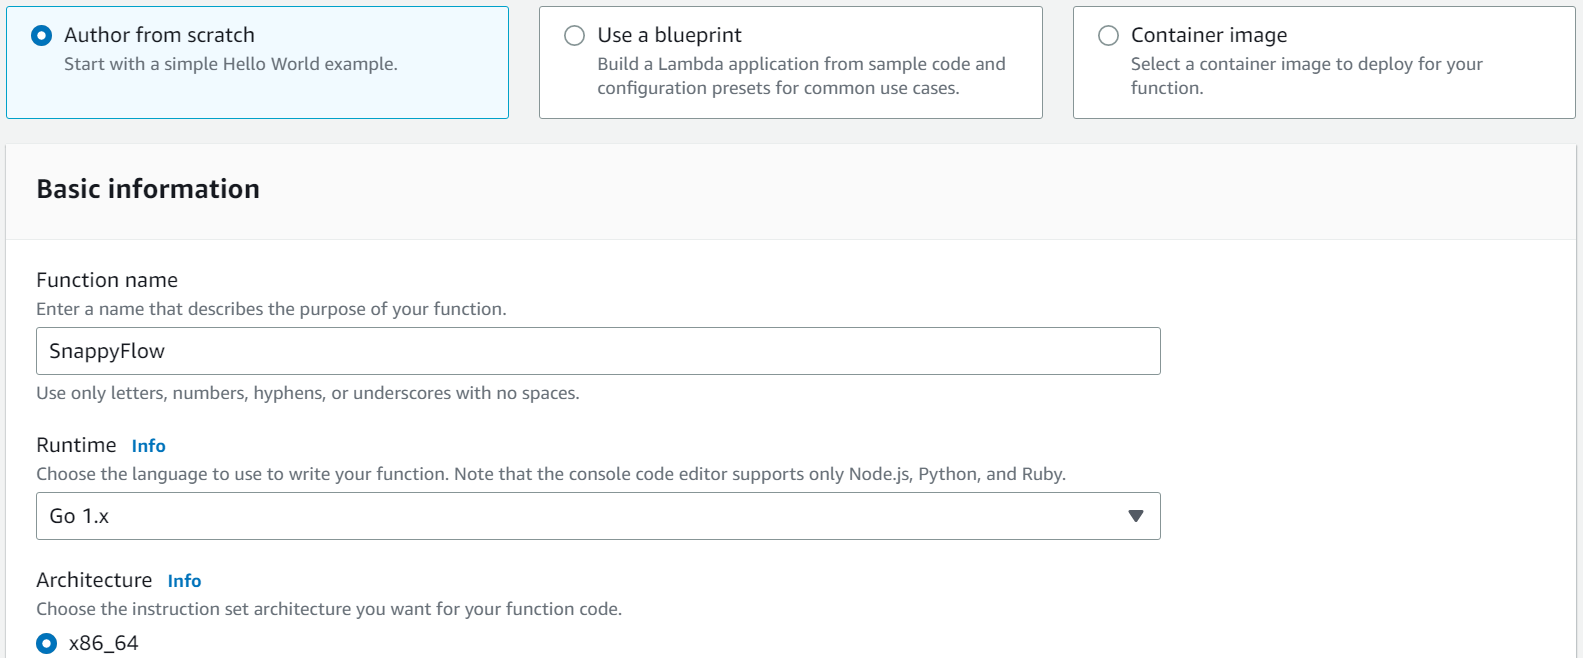 Author from scratch
Start with a simple Hello World example.
Use a blueprint
Build a Lambda application from sample code and
configuration presets for common use cases.
Container image
Select a container image to deploy for your
function.
Basic information
Function name
Enter a name that describes the purpose of your function.
SnappyFlow
Use only letters, numbers, hyphens, or underscores with no spaces.
Runtime Info
Choose the language to use to write your function. Note that the console code editor supports only Node.js, Python, and Ruby.
Go 1.x
Architecture Info
Choose the instruction set architecture you want for your function code.
x86_64